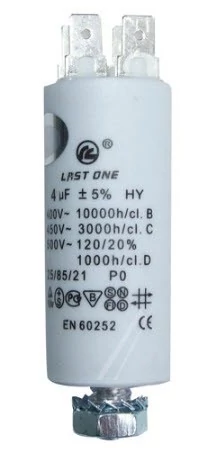 ®
LAST ONE
4 µF ± 5% HY
400V~ 10000h/cl.B
450V~ 3000h/cl.C
500V~ 120/20%
1000h/cl.D
25/85/21 P0
EN 60252 CE